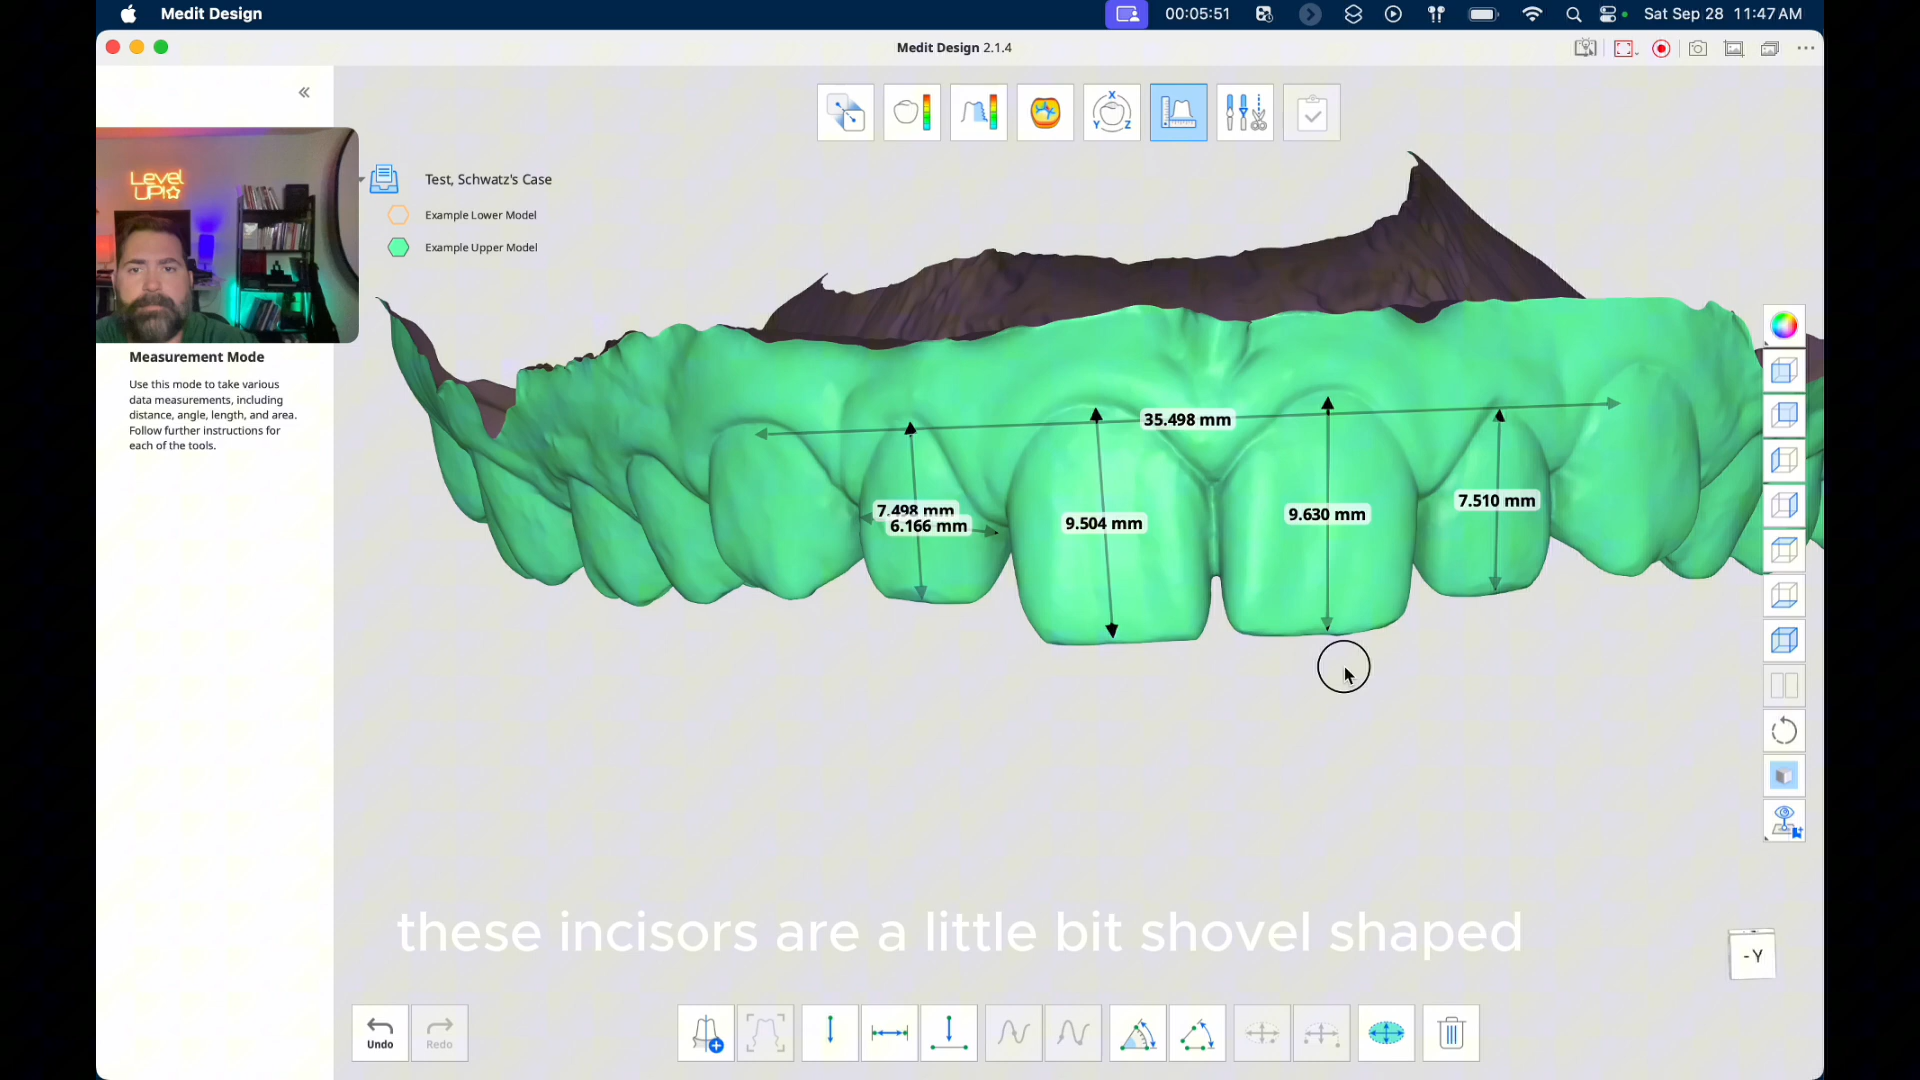 Medit Design
00:05:51
Sat Sep 28 11:47 AM
Medit Design 2.1.4
Level
UP!
X
Y Z
Test, Schwatz's Case
Example Lower Model
Example Upper Model
Measurement Mode
Use this mode to take various
data measurements, including
distance, angle, length, and area.
Follow further instructions for
each of the tools.
35.498 mm
7.498 mm
6.166 mm
9.504 mm
9.630 mm
7.510 mm
these incisors are a little bit shovel shaped
-Y
Undo
Redo